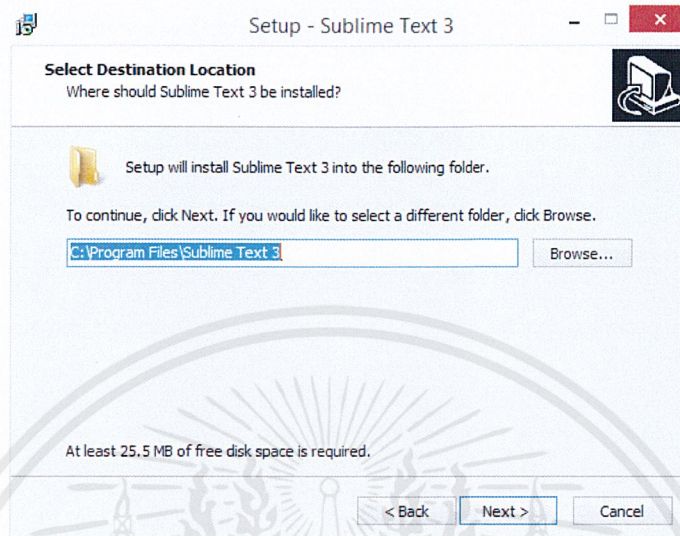 Setup - Sublime Text 3
Select Destination Location
Where should Sublime Text 3 be installed?
Setup will install Sublime Text 3 into the following folder.
To continue, click Next. If you would like to select a different folder, click Browse.
C:\Program Files\Sublime Text 3
Browse...
At least 25.5 MB of free disk space is required.
< Back
Next >
Cancel